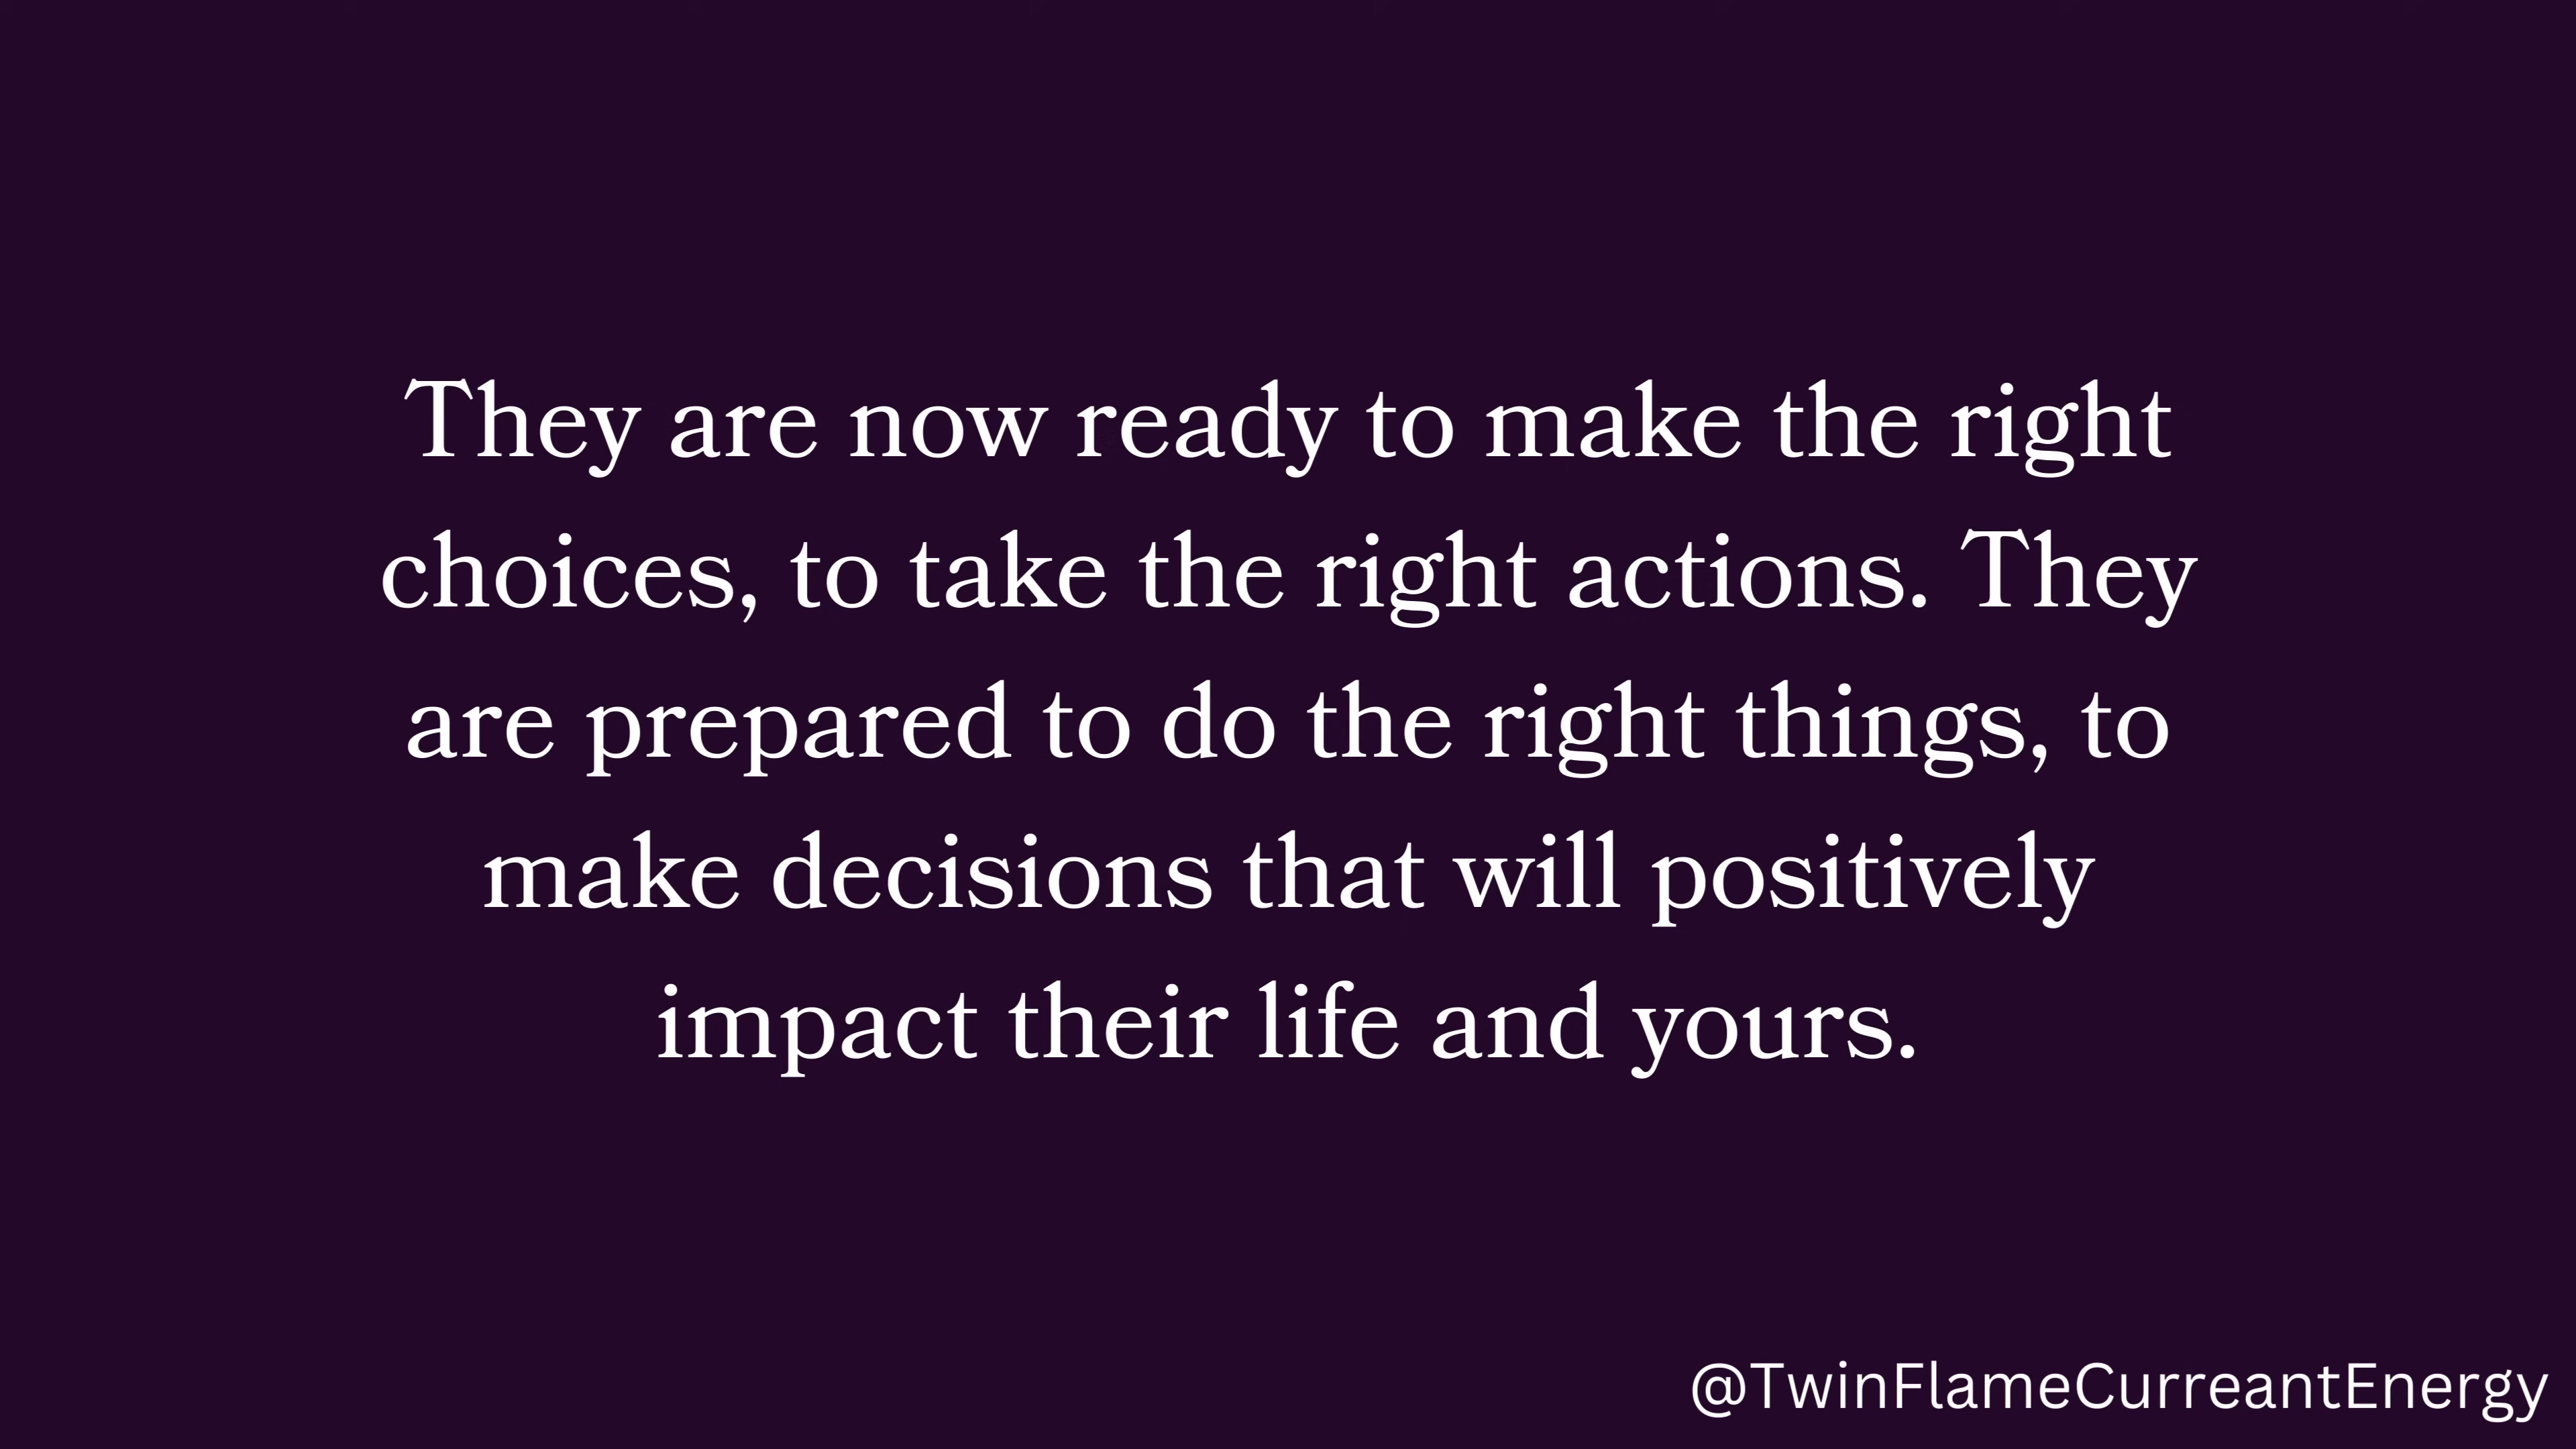 They are now ready to make the right
choices, to take the right actions. They
are prepared to do the right things, to
make decisions that will positively
impact their life and yours.
@TwinFlameCurreantEnergy